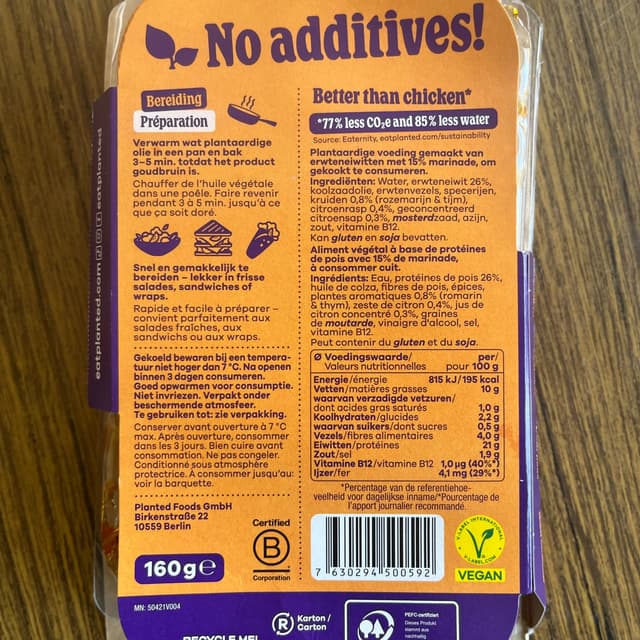 No additives!
Bereiding
Préparation
Verwarm wat plantaardige
olie in een pan en bak
3–5 min. totdat het product
goudbruin is.
Chauffer de l'huile végétale
dans une poêle. Faire revenir
pendant 3 à 5 min. jusqu'à ce
que ça soit doré.
Snel en gemakkelijk te
bereiden – lekker in frisse
salades, sandwiches of
wraps.
Rapide et facile à préparer –
convient parfaitement aux
salades fraîches, aux
sandwichs ou aux wraps.
Gekoeld bewaren bij een tempera-
tuur niet hoger dan 7 °C. Na openen
binnen 3 dagen consumeren.
Goed opwarmen voor consumptie.
Niet invriezen. Verpakt onder
beschermende atmosfeer.
Te gebruiken tot: zie verpakking.
Conserver avant ouverture à 7 °C
max. Après ouverture, consommer
dans les 3 jours. Bien cuire avant
consommation. Ne pas congeler.
Conditionné sous atmosphère
protectrice. À consommer jusqu'au:
voir la barquette.
Planted Foods GmbH
Birkenstraße 22
10559 Berlin
160g℮
Certified
B
Corporation
Better than chicken*
*77% less CO₂e and 85% less water
Source: Eaternity, eatplanted.com/sustainability
Plantaardige voeding gemaakt van
erwteneiwitten met 15% marinade, om
gekookt te consumeren.
Ingrediënten: Water, erwteneiwit 26%,
koolzaadolie, erwtenvezels, specerijen,
kruiden 0,8% (rozemarijn & tijm),
citroenrasp 0,4%, geconcentreerd
citroensap 0,3%, mosterdzaad, azijn,
zout, vitamine B12.
Kan gluten en soja bevatten.
Aliment végétal à base de protéines
de pois avec 15% de marinade,
à consommer cuit.
Ingrédients: Eau, protéines de pois 26%,
huile de colza, fibres de pois, épices,
plantes aromatiques 0,8% (romarin
& thym), zeste de citron 0,4%, jus de
citron concentré 0,3%, graines
de moutarde, vinaigre d'alcool, sel,
vitamine B12.
Peut contenir du gluten et du soja.
Ø Voedingswaarde/ per/
Valeurs nutritionnelles pour 100 g
Energie/énergie 815 kJ/195 kcal
Vetten/matières grasses 10 g
waarvan verzadigde vetzuren/
dont acides gras saturés 1,0 g
Koolhydraten/glucides 2,2 g
waarvan suikers/dont sucres 0,5 g
Vezels/fibres alimentaires 4,0 g
Eiwitten/protéines 21 g
Zout/sel 1,9 g
Vitamine B12/vitamine B12 1,0 µg (40%*)
Ijzer/fer 4,1 mg (29%*)
*Percentage van de referentiehoe-
veelheid voor dagelijkse inname/*Pourcentage de
l'apport journalier recommandé.
7 630294 500592
V-LABEL INTERNATIONAL
V-LABEL.COM
VEGAN
eatplanted.com
eatplanted
MN: 50421V004
RECYCLE ME!
R
Karton /
Carton
PEFC-zertifiziert
Dieses Produkt
stammt aus
nachhaltig